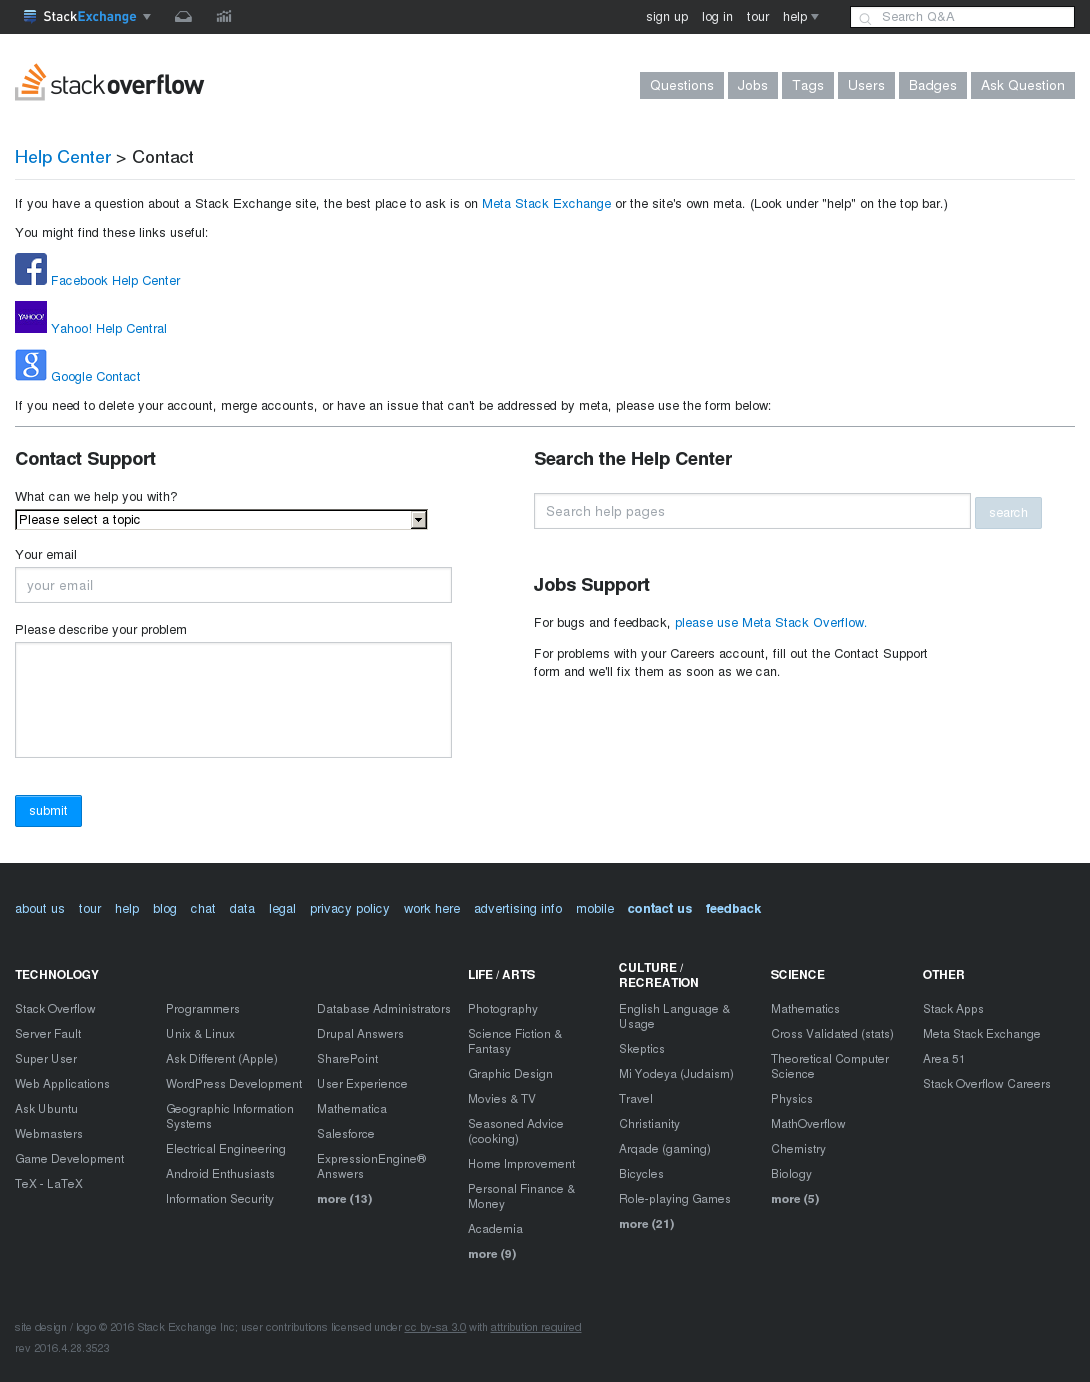 StackExchange
sign up log in tour help
Search Q&A
stackoverflow
Questions Jobs Tags Users Badges Ask Question
Help Center > Contact
If you have a question about a Stack Exchange site, the best place to ask is on Meta Stack Exchange or the site's own meta. (Look under "help" on the top bar.)
You might find these links useful:
f
Facebook Help Center
YAHOO!
Yahoo! Help Central
g
Google Contact
If you need to delete your account, merge accounts, or have an issue that can't be addressed by meta, please use the form below:
Contact Support
What can we help you with?
Please select a topic
Your email
your email
Please describe your problem
submit
Search the Help Center
Search help pages
search
Jobs Support
For bugs and feedback, please use Meta Stack Overflow.
For problems with your Careers account, fill out the Contact Support
form and we'll fix them as soon as we can.
about us tour help blog chat data legal privacy policy work here advertising info mobile contact us feedback
TECHNOLOGY
Stack Overflow
Server Fault
Super User
Web Applications
Ask Ubuntu
Webmasters
Game Development
TeX - LaTeX
Programmers
Unix & Linux
Ask Different (Apple)
WordPress Development
Geographic Information
Systems
Electrical Engineering
Android Enthusiasts
Information Security
Database Administrators
Drupal Answers
SharePoint
User Experience
Mathematica
Salesforce
ExpressionEngine®
Answers
more (13)
LIFE / ARTS
Photography
Science Fiction &
Fantasy
Graphic Design
Movies & TV
Seasoned Advice
(cooking)
Home Improvement
Personal Finance &
Money
Academia
more (9)
CULTURE /
RECREATION
English Language &
Usage
Skeptics
Mi Yodeya (Judaism)
Travel
Christianity
Arqade (gaming)
Bicycles
Role-playing Games
more (21)
SCIENCE
Mathematics
Cross Validated (stats)
Theoretical Computer
Science
Physics
MathOverflow
Chemistry
Biology
more (5)
OTHER
Stack Apps
Meta Stack Exchange
Area 51
Stack Overflow Careers
site design / logo © 2016 Stack Exchange Inc; user contributions licensed under cc by-sa 3.0 with attribution required
rev 2016.4.28.3523